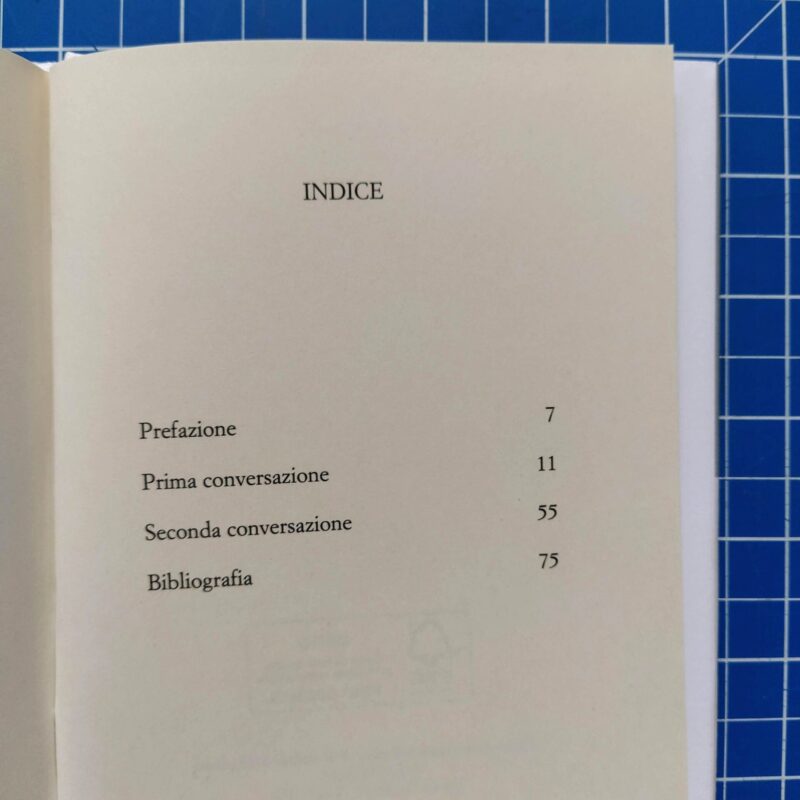 INDICE
Prefazione 7
Prima conversazione 11
Seconda conversazione 55
Bibliografia 75